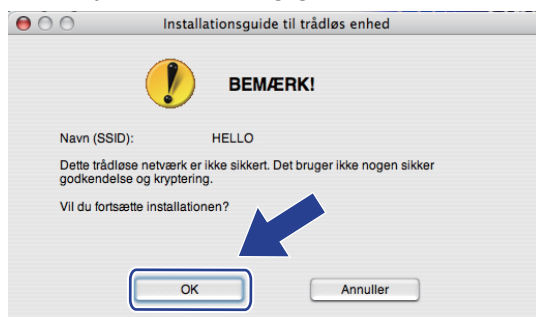 Installationsguide til trådløs enhed
BEMÆRK!
Navn (SSID): HELLO
Dette trådløse netværk er ikke sikkert. Det bruger ikke nogen sikker
godkendelse og kryptering.
Vil du fortsætte installationen?
OK Annuller